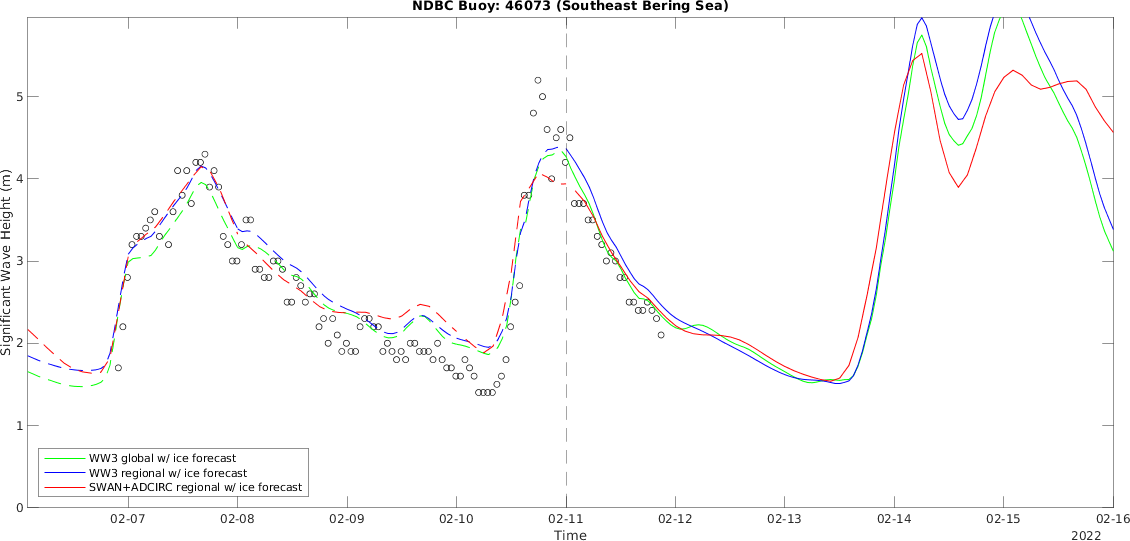 NDBC Buoy: 46073 (Southeast Bering Sea)
Significant Wave Height (m)
5
4
3
2
1
0
WW3 global w/ ice forecast
WW3 regional w/ ice forecast
SWAN+ADCIRC regional w/ ice forecast
02-07 02-08 02-09 02-10 02-11 02-12 02-13 02-14 02-15 02-16
Time
2022